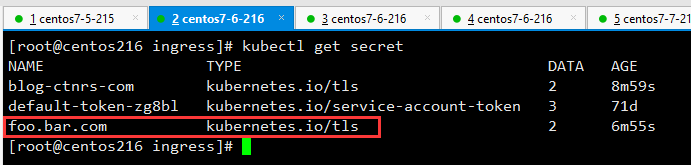 1 centos7-5-215
2 centos7-6-216
3 centos7-6-216
4 centos7-6-216
5 centos7-7-21
[root@centos216 ingress]# kubectl get secret
NAME TYPE DATA AGE
blog-ctnrs-com kubernetes.io/tls 2 8m59s
default-token-zg8bl kubernetes.io/service-account-token 3 71d
foo.bar.com kubernetes.io/tls 2 6m55s
[root@centos216 ingress]#